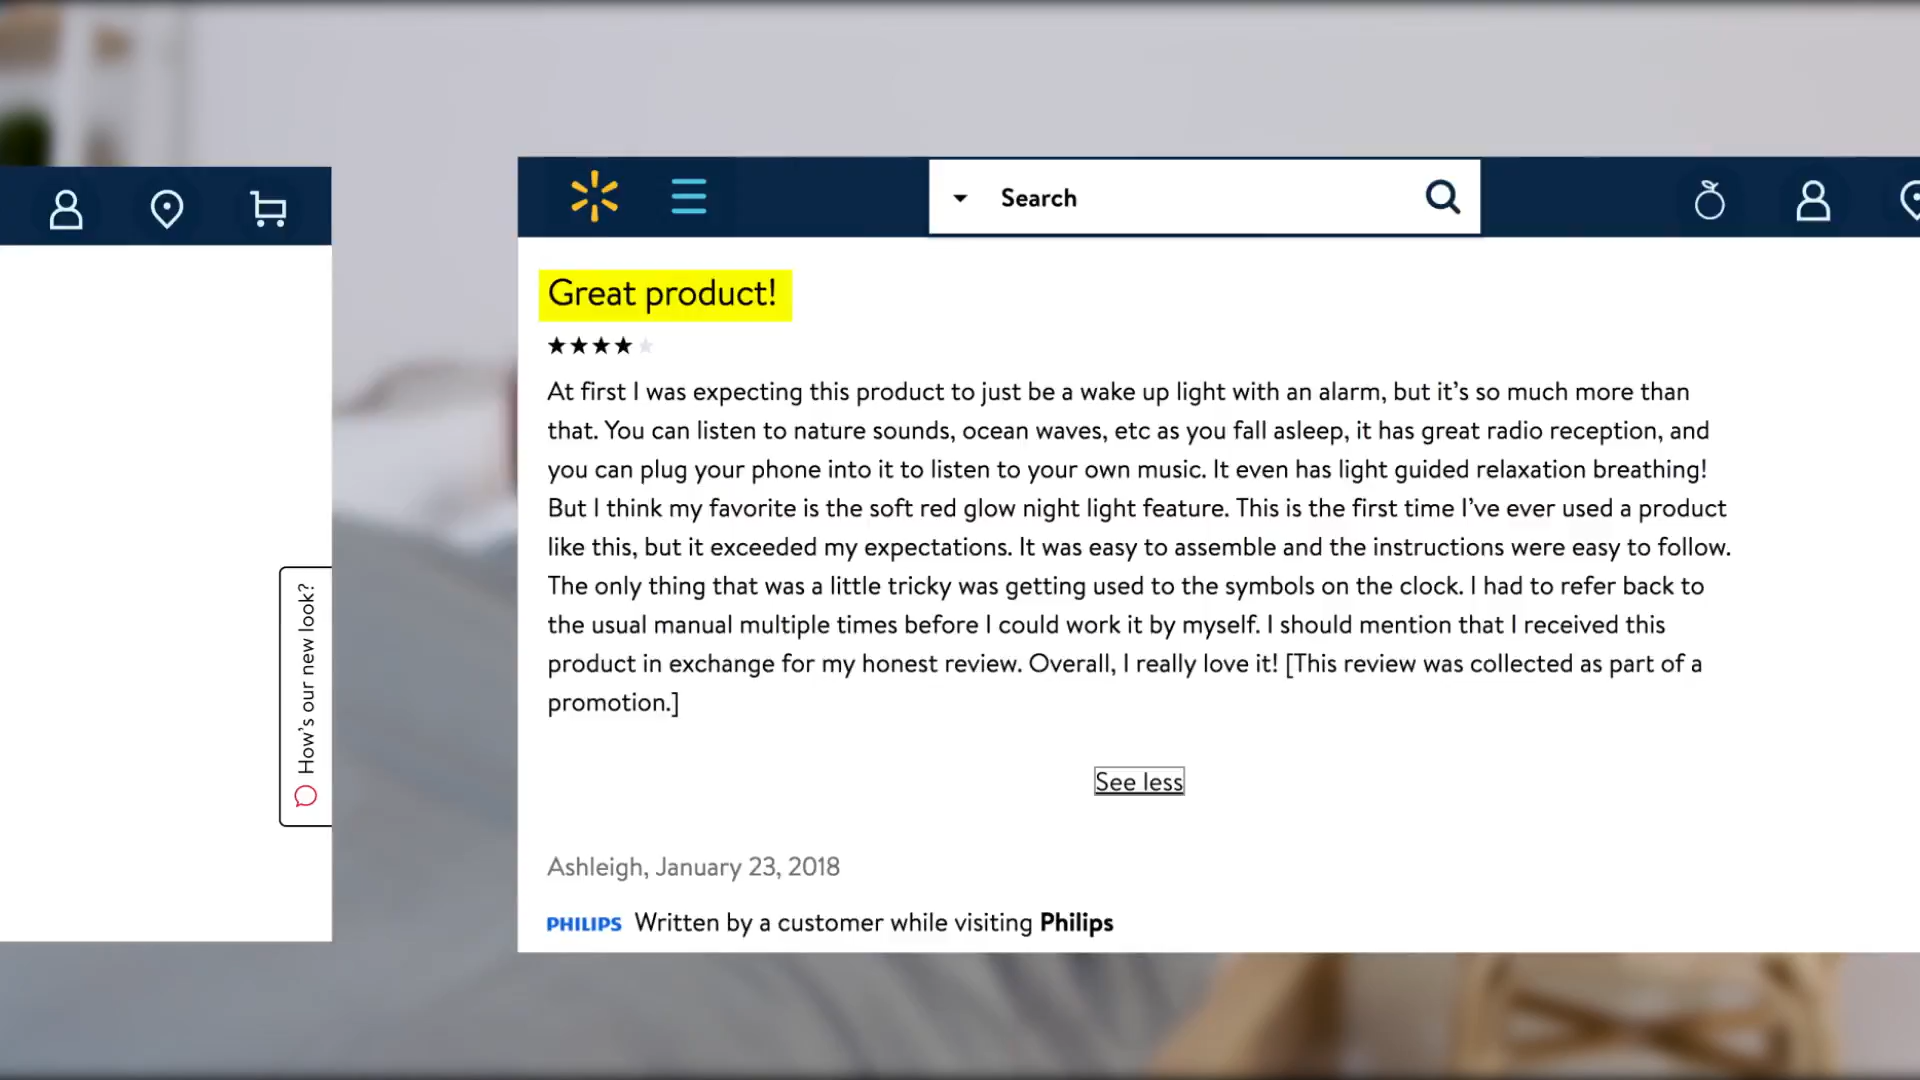 How's our new look?
Search
Great product!
At first I was expecting this product to just be a wake up light with an alarm, but it's so much more than
that. You can listen to nature sounds, ocean waves, etc as you fall asleep, it has great radio reception, and
you can plug your phone into it to listen to your own music. It even has light guided relaxation breathing!
But I think my favorite is the soft red glow night light feature. This is the first time I've ever used a product
like this, but it exceeded my expectations. It was easy to assemble and the instructions were easy to follow.
The only thing that was a little tricky was getting used to the symbols on the clock. I had to refer back to
the usual manual multiple times before I could work it by myself. I should mention that I received this
product in exchange for my honest review. Overall, I really love it! [This review was collected as part of a
promotion.]
See less
Ashleigh, January 23, 2018
PHILIPS Written by a customer while visiting Philips